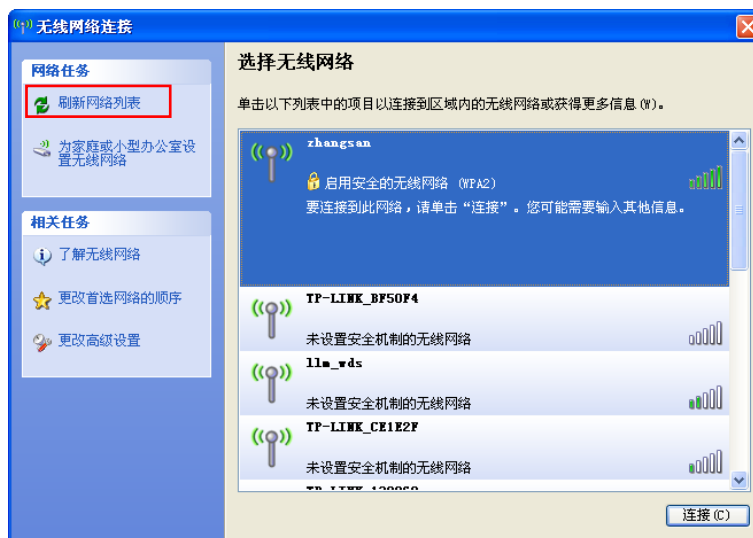 无线网络连接
网络任务
刷新网络列表
为家庭或小型办公室设
置无线网络
相关任务
了解无线网络
更改首选网络的顺序
更改高级设置
选择无线网络
单击以下列表中的项目以连接到区域内的无线网络或获得更多信息(W)。
zhangsan
启用安全的无线网络 (WPA2)
要连接到此网络，请单击“连接”。您可能需要输入其他信息。
TP-LINK_BF50F4
未设置安全机制的无线网络
llm_wds
未设置安全机制的无线网络
TP-LINK_CE1E2F
未设置安全机制的无线网络
连接(C)